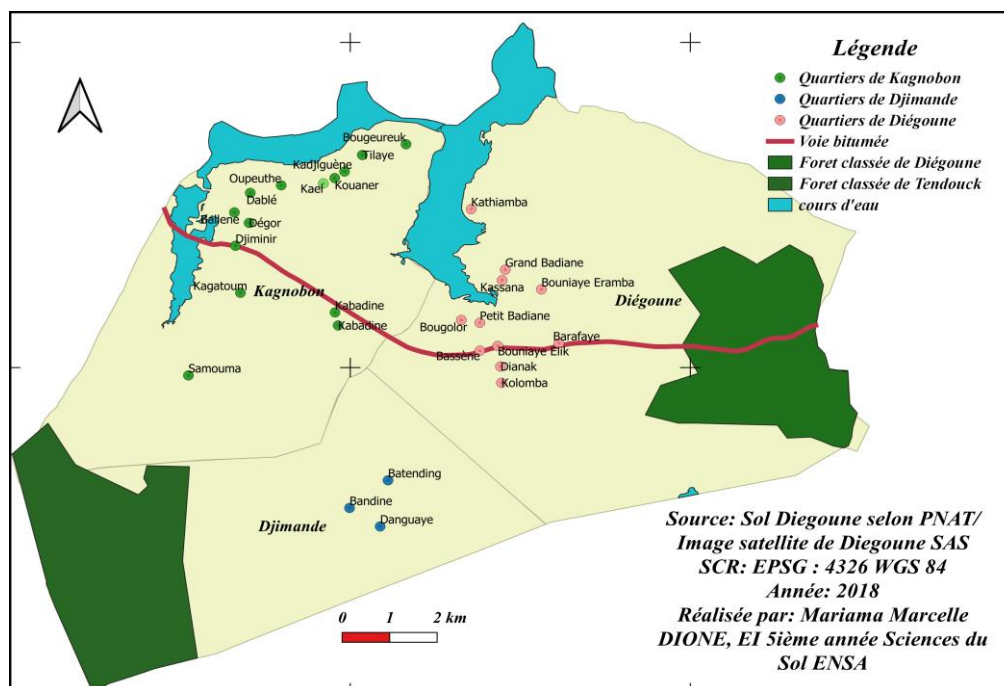 Légende
Quartiers de Kagnobon
Quartiers de Djimande
Quartiers de Diégoune
Voie bitumée
Foret classée de Diégoune
Foret classée de Tendouck
cours d'eau
Bougeureuk
Tilaye
Kadjiguène
Oupeuthe
Kael
Kouaner
Dablé
Ballene
Dégor
Djiminir
Kathiamba
Grand Badiane
Kassana
Bouniaye Eramba
Kagatoum
Kagnobon
Diégoune
Kabadine
Petit Badiane
Bougolor
Kabadine
Barafaye
Bassène
Bouniaye Elik
Dianak
Samouma
Kolomba
Batending
Bandine
Djimande
Danguaye
0 1 2 km
Source: Sol Diegoune selon PNAT/
Image satellite de Diegoune SAS
SCR: EPSG : 4326 WGS 84
Année: 2018
Réalisée par: Mariama Marcelle
DIONE, EI 5ième année Sciences du
Sol ENSA